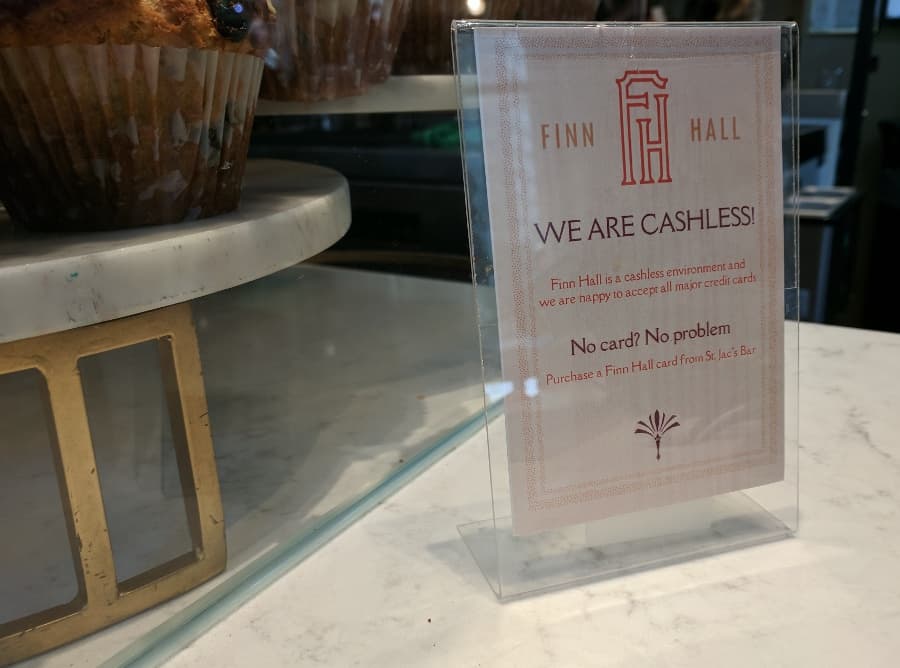 FINN FH HALL
WE ARE CASHLESS!
Finn Hall is a cashless environment and
we are happy to accept all major credit cards
No card? No problem
Purchase a Finn Hall card from St. Jac's Bar